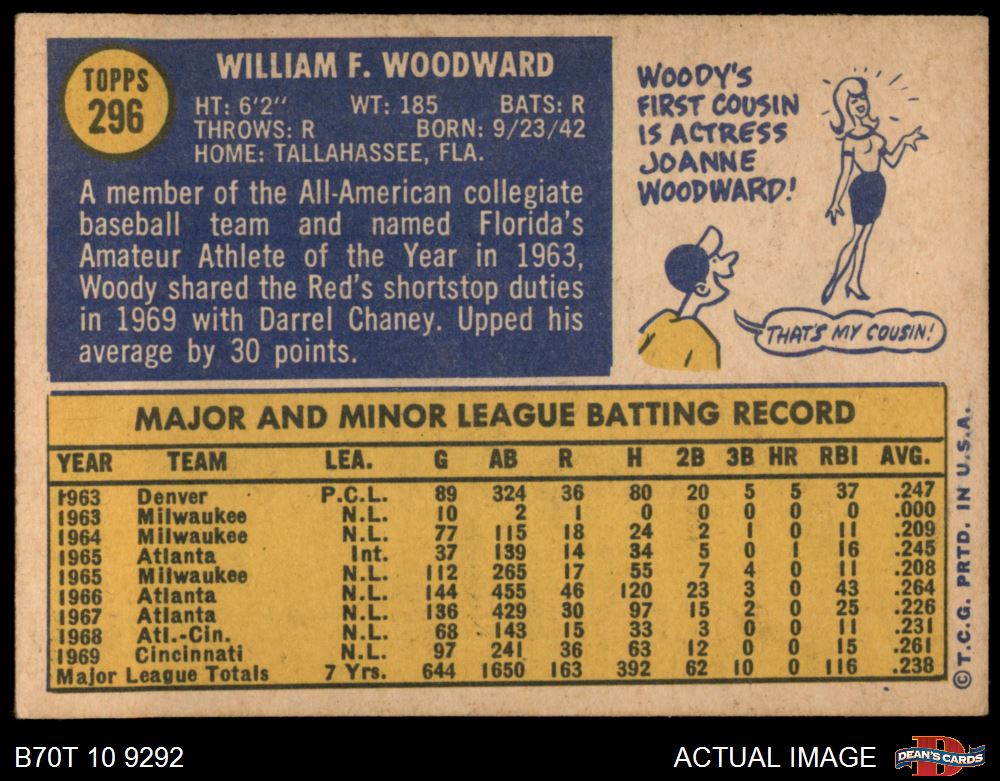 TOPPS
296
WILLIAM F. WOODWARD
HT: 6'2" WT: 185 BATS: R
THROWS: R BORN: 9/23/42
HOME: TALLAHASSEE, FLA.
A member of the All-American collegiate
baseball team and named Florida's
Amateur Athlete of the Year in 1963,
Woody shared the Red's shortstop duties
in 1969 with Darrel Chaney. Upped his
average by 30 points.
WOODY'S
FIRST COUSIN
IS ACTRESS
JOANNE
WOODWARD!
THAT'S MY COUSIN!
MAJOR AND MINOR LEAGUE BATTING RECORD
YEAR TEAM LEA. G AB R H 2B 3B HR RBI AVG.
1963 Denver P.C.L. 89 324 36 80 20 5 5 37 .247
1963 Milwaukee N.L. 10 2 1 0 0 0 0 0 .000
1964 Milwaukee N.L. 77 115 18 24 2 1 0 11 .209
1965 Atlanta Int. 37 139 14 34 5 0 1 16 .245
1965 Milwaukee N.L. 112 265 17 55 7 4 0 11 .208
1966 Atlanta N.L. 144 455 46 120 23 3 0 43 .264
1967 Atlanta N.L. 136 429 30 97 15 2 0 25 .226
1968 Atl.-Cin. N.L. 68 143 15 33 3 0 0 11 .231
1969 Cincinnati N.L. 97 241 36 63 12 0 0 15 .261
Major League Totals 7 Yrs. 644 1650 163 392 62 10 0 116 .238
© T.C.G. PRTD. IN U.S.A.
B70T 10 9292
ACTUAL IMAGE
DEAN'S CARDS